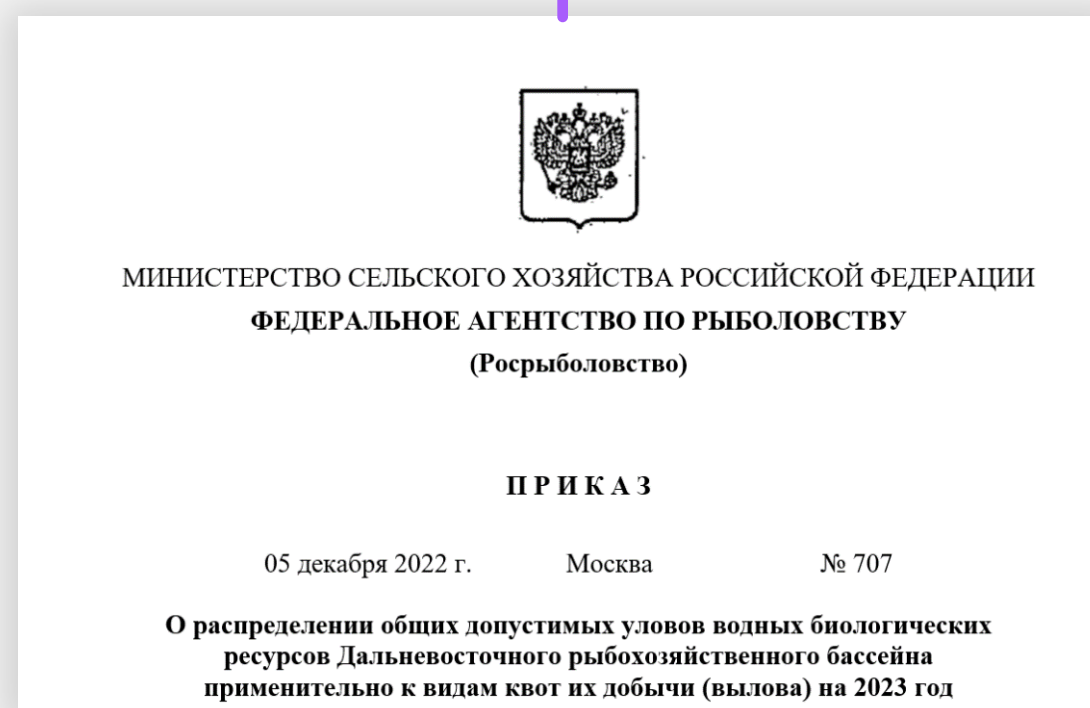 МИНИСТЕРСТВО СЕЛЬСКОГО ХОЗЯЙСТВА РОССИЙСКОЙ ФЕДЕРАЦИИ
ФЕДЕРАЛЬНОЕ АГЕНТСТВО ПО РЫБОЛОВСТВУ
(Росрыболовство)
П Р И К А З
05 декабря 2022 г. Москва № 707
О распределении общих допустимых уловов водных биологических
ресурсов Дальневосточного рыбохозяйственного бассейна
применительно к видам квот их добычи (вылова) на 2023 год